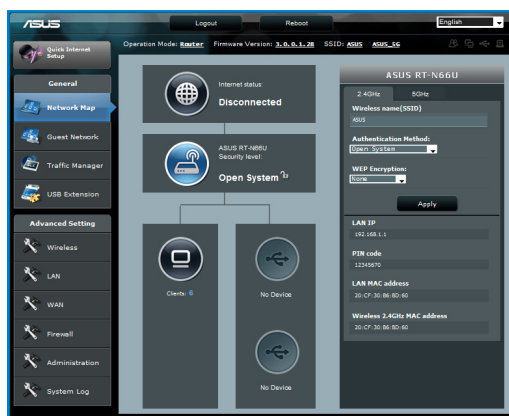 ASUS
Logout
Reboot
English
Quick Internet
Setup
Operation Mode: Router Firmware Version: 3.0.0.1.28 SSID: ASUS ASUS_5G
General
Network Map
Guest Network
Traffic Manager
USB Extension
Advanced Setting
Wireless
LAN
WAN
Firewall
Administration
System Log
Internet status:
Disconnected
ASUS RT-N66U
Security level:
Open System
Clients: 6
No Device
No Device
ASUS RT-N66U
2.4GHz 5GHz
Wireless name(SSID)
ASUS
Authentication Method:
Open System
WEP Encryption:
None
Apply
LAN IP
192.168.1.1
PIN code
12345670
LAN MAC address
20:CF:30:B6:BD:60
Wireless 2.4GHz MAC address
20:CF:30:B6:BD:60